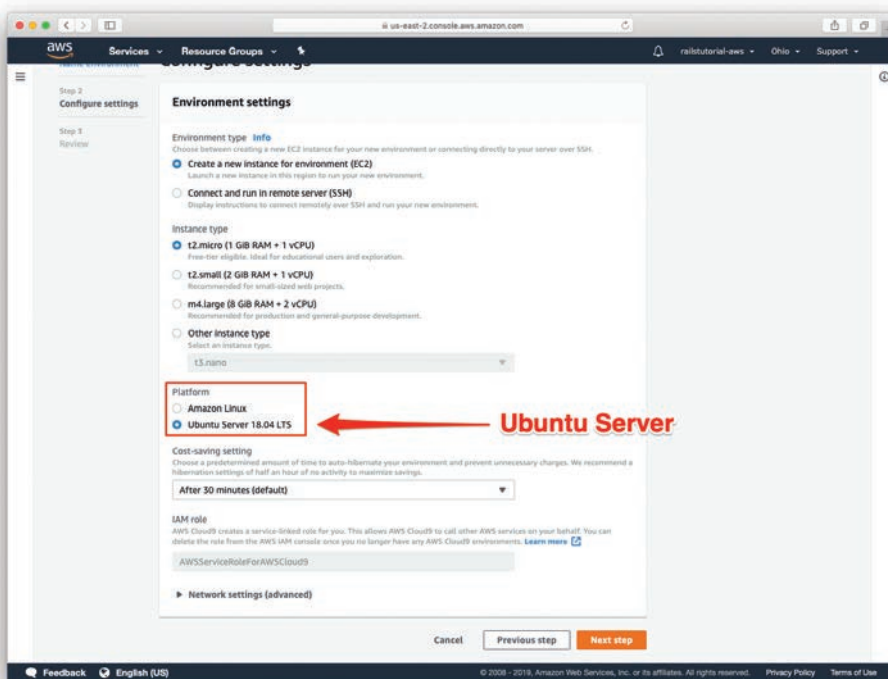 us-east-2.console.aws.amazon.com
aws Services Resource Groups railstutorial-aws Ohio Support
Name environment
Configure settings
Step 2
Configure settings
Step 3
Review
Environment settings
Environment type Info
Choose between creating a new EC2 instance for your new environment or connecting directly to your server over SSH.
Create a new instance for environment (EC2)
Launch a new instance in this region to run your new environment.
Connect and run in remote server (SSH)
Display instructions to connect remotely over SSH and run your new environment.
Instance type
t2.micro (1 GiB RAM + 1 vCPU)
Free-tier eligible. Ideal for educational users and exploration.
t2.small (2 GiB RAM + 1 vCPU)
Recommended for small-sized web projects.
m4.large (8 GiB RAM + 2 vCPU)
Recommended for production and general-purpose development.
Other instance type
Select an instance type.
t3.nano
Platform
Amazon Linux
Ubuntu Server 18.04 LTS
Ubuntu Server
Cost-saving setting
Choose a predetermined amount of time to auto-hibernate your environment and prevent unnecessary charges. We recommend a
hibernation settings of half an hour of no activity to maximize savings.
After 30 minutes (default)
IAM role
AWS Cloud9 creates a service-linked role for you. This allows AWS Cloud9 to call other AWS services on your behalf. You can
delete the role from the AWS IAM console once you no longer have any AWS Cloud9 environments. Learn more
AWSServiceRoleForAWSCloud9
Network settings (advanced)
Cancel Previous step Next step
Feedback English (US) © 2008 - 2019, Amazon Web Services, Inc. or its affiliates. All rights reserved. Privacy Policy Terms of Use